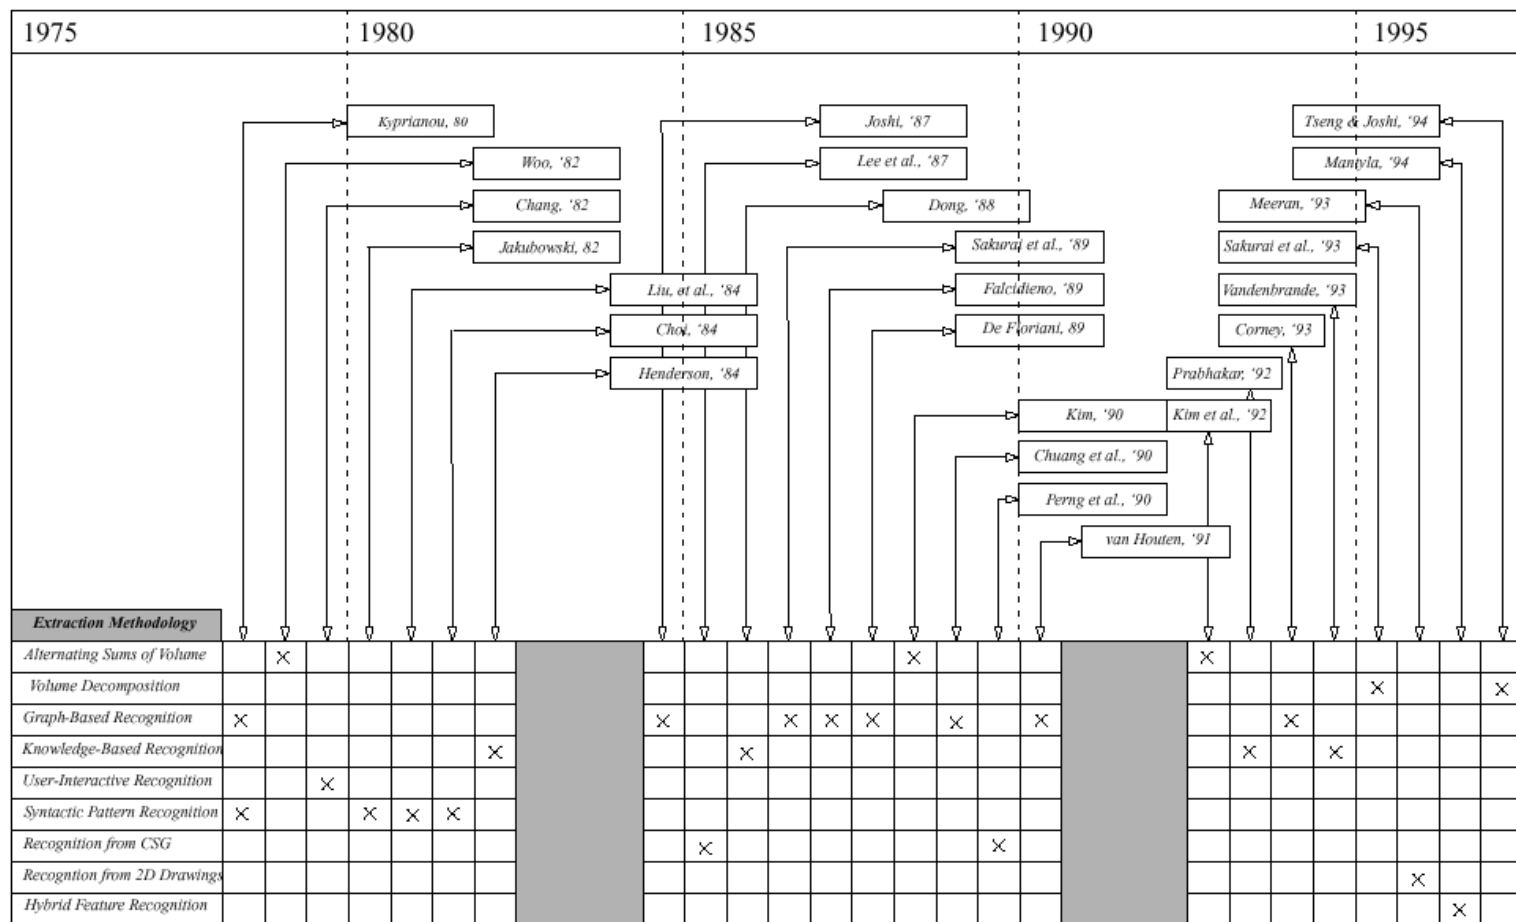 1975 1980 1985 1990 1995
Kyprianou, 80 Joshi, ‘87 Tseng & Joshi, ‘94
Woo, ‘82 Lee et al., ‘87 Mantyla, ‘94
Chang, ‘82 Dong, ‘88 Meeran, ‘93
Jakubowski, 82 Sakurai et al., ‘89 Sakurai et al., ‘93
Liu, et al., ‘84 Falcidieno, ‘89 Vandenbrande, ‘93
Choi, ‘84 De Floriani, 89 Corney, ‘93
Henderson, ‘84 Prabhakar, ‘92
Kim, ‘90 Kim et al., ‘92
Chuang et al., ‘90
Perng et al., ‘90
van Houten, ‘91
Extraction Methodology
Alternating Sums of Volume
Volume Decomposition
Graph-Based Recognition
Knowledge-Based Recognition
User-Interactive Recognition
Syntactic Pattern Recognition
Recognition from CSG
Recogntion from 2D Drawings
Hybrid Feature Recognition